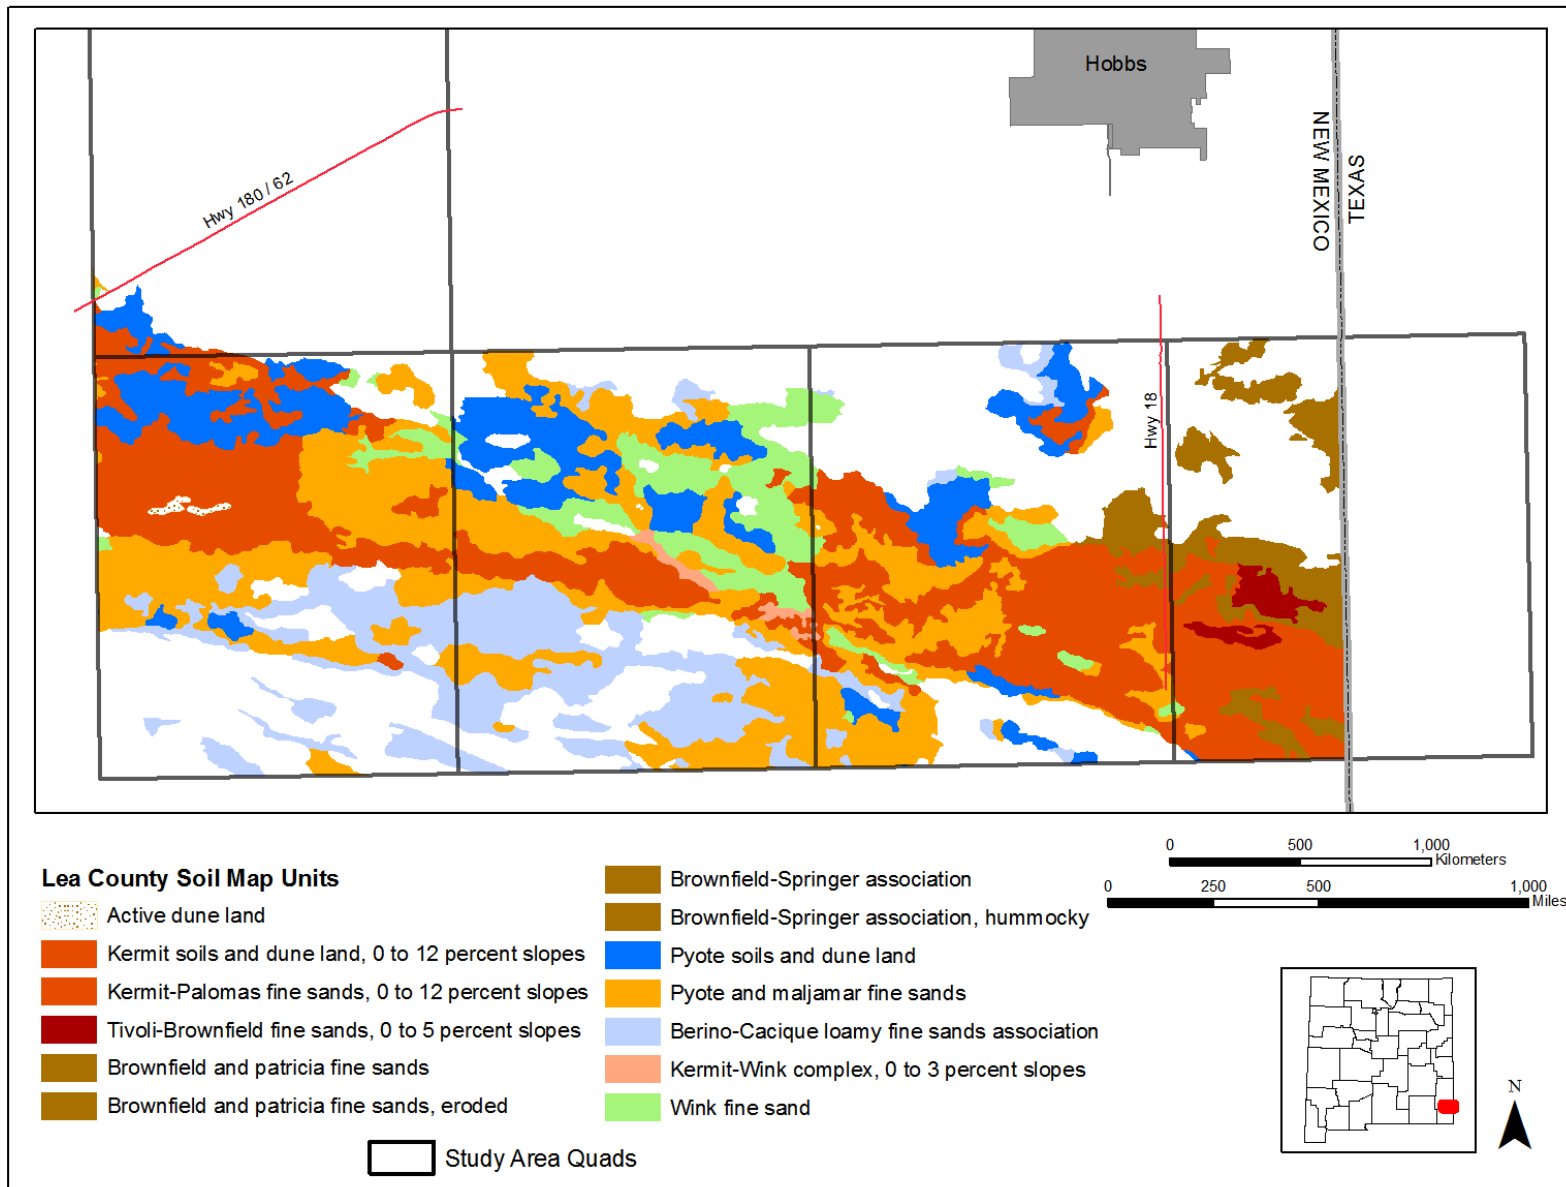 Hobbs
Hwy 180 / 62
NEW MEXICO
TEXAS
Hwy 18
Lea County Soil Map Units
Active dune land
Kermit soils and dune land, 0 to 12 percent slopes
Kermit-Palomas fine sands, 0 to 12 percent slopes
Tivoli-Brownfield fine sands, 0 to 5 percent slopes
Brownfield and patricia fine sands
Brownfield and patricia fine sands, eroded
Brownfield-Springer association
Brownfield-Springer association, hummocky
Pyote soils and dune land
Pyote and maljamar fine sands
Berino-Cacique loamy fine sands association
Kermit-Wink complex, 0 to 3 percent slopes
Wink fine sand
Study Area Quads
0 500 1,000
Kilometers
0 250 500 1,000
Miles
N